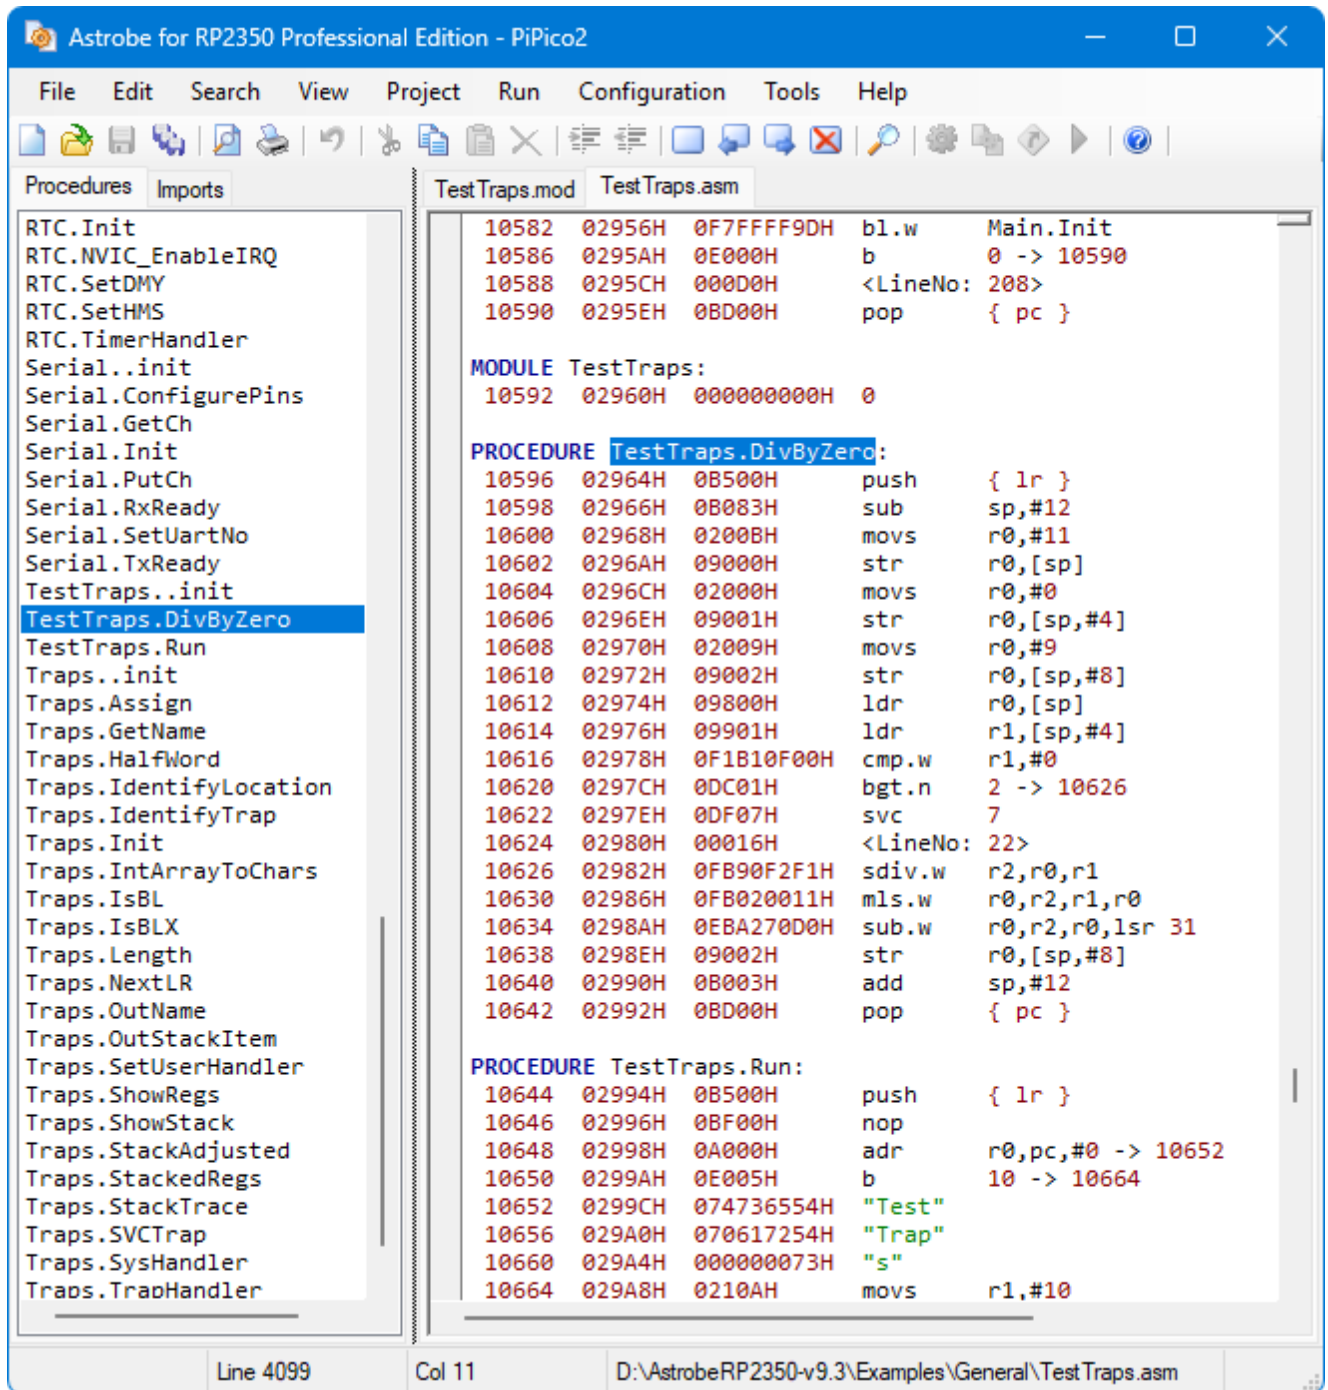 Astrobe for RP2350 Professional Edition - PiPico2
File Edit Search View Project Run Configuration Tools Help
Procedures Imports
RTC.Init
RTC.NVIC_EnableIRQ
RTC.SetDMY
RTC.SetHMS
RTC.TimerHandler
Serial..init
Serial.ConfigurePins
Serial.GetCh
Serial.Init
Serial.PutCh
Serial.RxReady
Serial.SetUartNo
Serial.TxReady
TestTraps..init
TestTraps.DivByZero
TestTraps.Run
Traps..init
Traps.Assign
Traps.GetName
Traps.HalfWord
Traps.IdentifyLocation
Traps.IdentifyTrap
Traps.Init
Traps.IntArrayToChars
Traps.IsBL
Traps.IsBLX
Traps.Length
Traps.NextLR
Traps.OutName
Traps.OutStackItem
Traps.SetUserHandler
Traps.ShowRegs
Traps.ShowStack
Traps.StackAdjusted
Traps.StackedRegs
Traps.StackTrace
Traps.SVCTrap
Traps.SysHandler
Traps.TrapHandler
TestTraps.mod TestTraps.asm
10582 02956H 0F7FFFF9DH bl.w Main.Init
10586 0295AH 0E000H b 0 -> 10590
10588 0295CH 000D0H <LineNo: 208>
10590 0295EH 0BD00H pop { pc }
MODULE TestTraps:
10592 02960H 000000000H 0
PROCEDURE TestTraps.DivByZero:
10596 02964H 0B500H push { lr }
10598 02966H 0B083H sub sp,#12
10600 02968H 0200BH movs r0,#11
10602 0296AH 09000H str r0,[sp]
10604 0296CH 02000H movs r0,#0
10606 0296EH 09001H str r0,[sp,#4]
10608 02970H 02009H movs r0,#9
10610 02972H 09002H str r0,[sp,#8]
10612 02974H 09800H ldr r0,[sp]
10614 02976H 09901H ldr r1,[sp,#4]
10616 02978H 0F1B10F00H cmp.w r1,#0
10620 0297CH 0DC01H bgt.n 2 -> 10626
10622 0297EH 0DF07H svc 7
10624 02980H 00016H <LineNo: 22>
10626 02982H 0FB90F2F1H sdiv.w r2,r0,r1
10630 02986H 0FB020011H mls.w r0,r2,r1,r0
10634 0298AH 0EBA270D0H sub.w r0,r2,r0,lsr 31
10638 0298EH 09002H str r0,[sp,#8]
10640 02990H 0B003H add sp,#12
10642 02992H 0BD00H pop { pc }
PROCEDURE TestTraps.Run:
10644 02994H 0B500H push { lr }
10646 02996H 0BF00H nop
10648 02998H 0A000H adr r0,pc,#0 -> 10652
10650 0299AH 0E005H b 10 -> 10664
10652 0299CH 074736554H "Test"
10656 029A0H 070617254H "Trap"
10660 029A4H 000000073H "s"
10664 029A8H 0210AH movs r1,#10
Line 4099 Col 11 D:\AstrobeRP2350-v9.3\Examples\General\TestTraps.asm